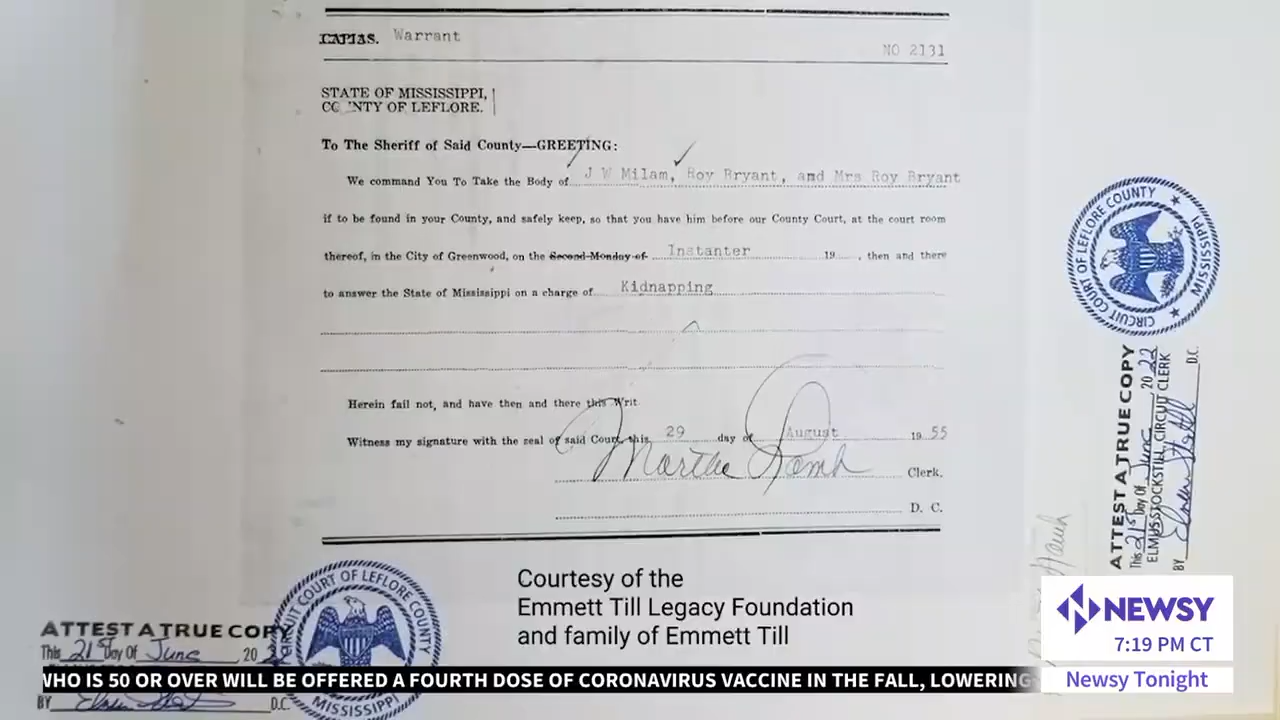 CAPIAS. Warrant
NO 2131
STATE OF MISSISSIPPI,
COUNTY OF LEFLORE.
To The Sheriff of Said County—GREETING:
We command You To Take the Body of J W Milam, Roy Bryant, and Mrs Roy Bryant
if to be found in your County, and safely keep, so that you have him before our County Court, at the court room
thereof, in the City of Greenwood, on the Second Monday of Instanter 19 , then and there
to answer the State of Mississippi on a charge of Kidnapping
Herein fail not, and have then and there this Writ
Witness my signature with the seal of said Court, this 29 day of August 19 55
Martha Lamb Clerk.
D. C.
CIRCUIT COURT OF LEFLORE COUNTY
MISSISSIPPI
ATTEST A TRUE COPY
This 21st Day Of June 2022
ELMUS STOCKSTILL, CIRCUIT CLERK
BY D.C.
CIRCUIT COURT OF LEFLORE COUNTY
MISSISSIPPI
ATTEST A TRUE COPY
This 21st Day Of June 20
BY D.C.
Courtesy of the
Emmett Till Legacy Foundation
and family of Emmett Till
NEWSY
7:19 PM CT
Newsy Tonight
WHO IS 50 OR OVER WILL BE OFFERED A FOURTH DOSE OF CORONAVIRUS VACCINE IN THE FALL, LOWERING